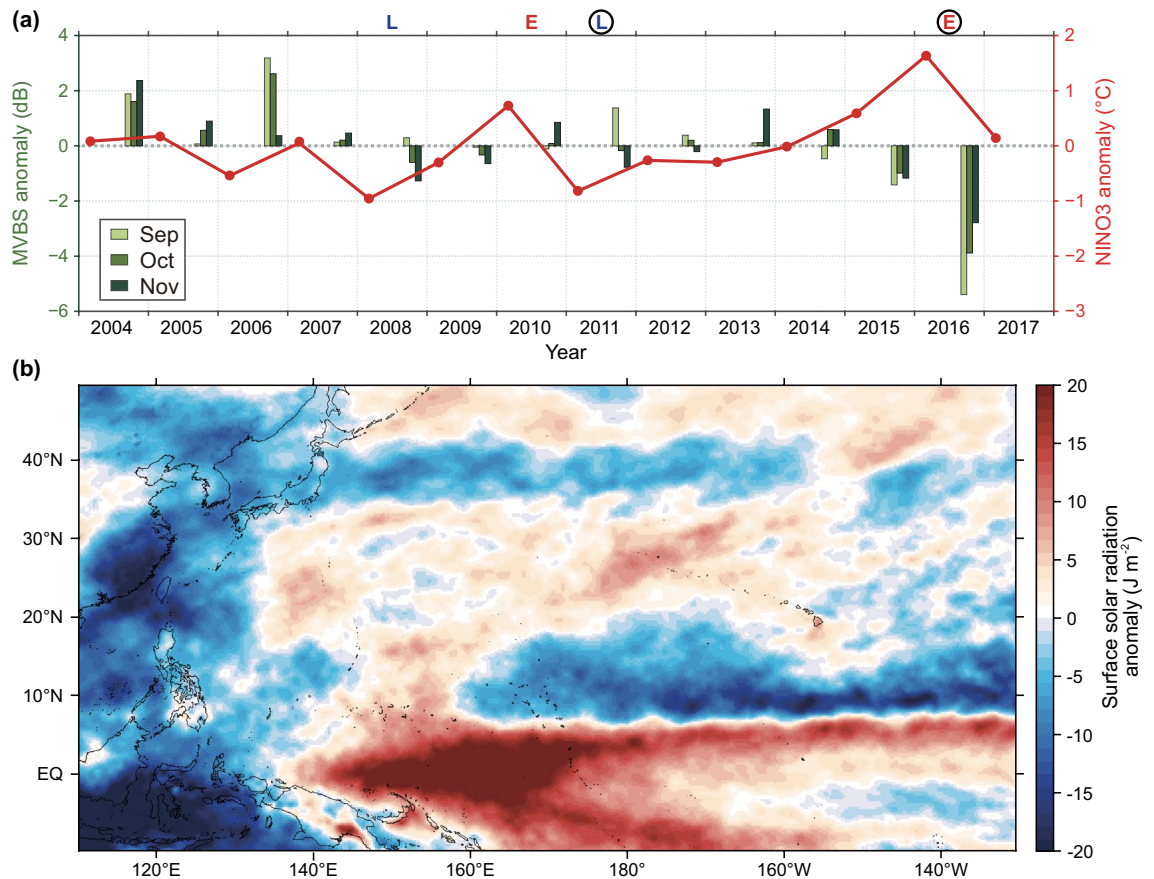 (a)
L E L E
4
2
0
−2
−4
−6
MVBS anomaly (dB)
2
1
0
−1
−2
−3
NINO3 anomaly (°C)
Sep
Oct
Nov
2004 2005 2006 2007 2008 2009 2010 2011 2012 2013 2014 2015 2016 2017
Year
(b)
40°N
30°N
20°N
10°N
EQ
120°E 140°E 160°E 180° 160°W 140°W
20
15
10
5
0
-5
-10
-15
-20
Surface solar radiation
anomaly (J m⁻²)